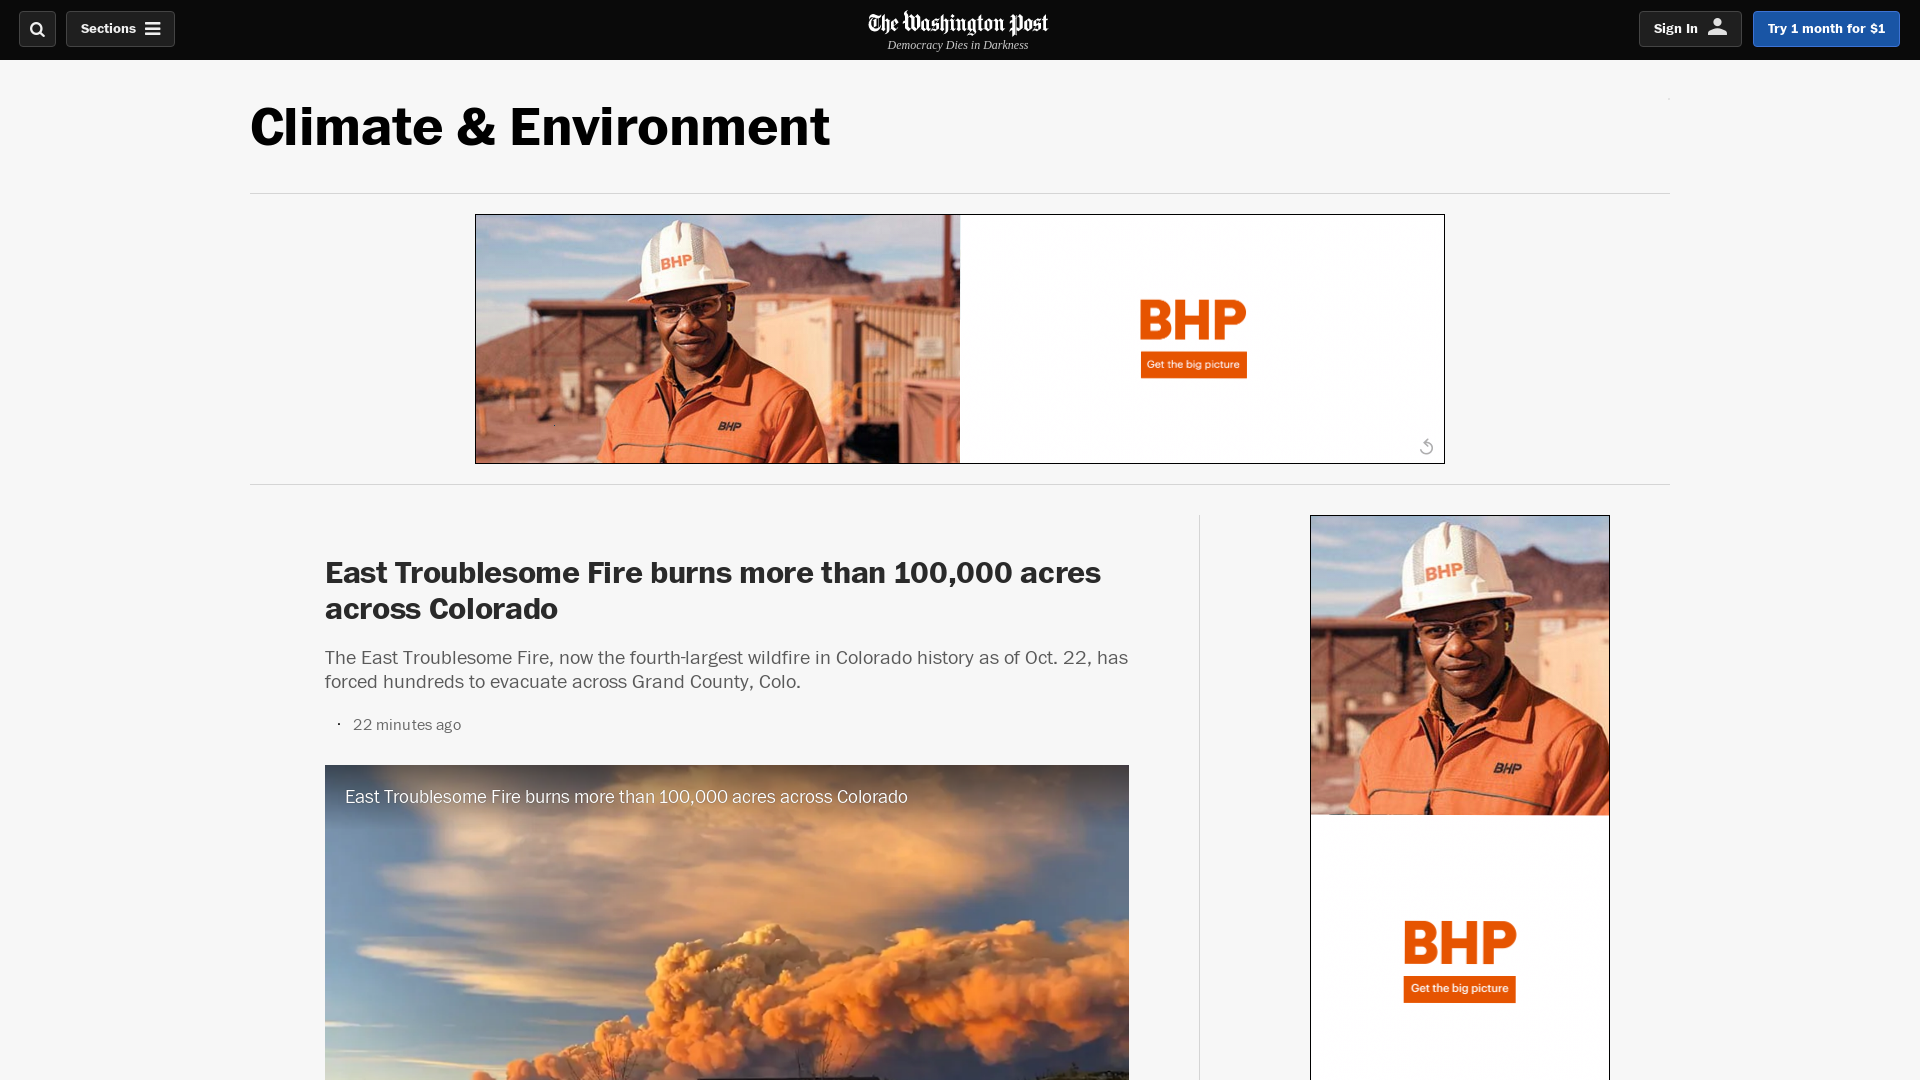 Sections
The Washington Post
Democracy Dies in Darkness
Sign In
Try 1 month for $1
Climate & Environment
BHP
BHP
BHP
Get the big picture
East Troublesome Fire burns more than 100,000 acres
across Colorado
The East Troublesome Fire, now the fourth-largest wildfire in Colorado history as of Oct. 22, has
forced hundreds to evacuate across Grand County, Colo.
· 22 minutes ago
East Troublesome Fire burns more than 100,000 acres across Colorado
BHP
BHP
BHP
Get the big picture